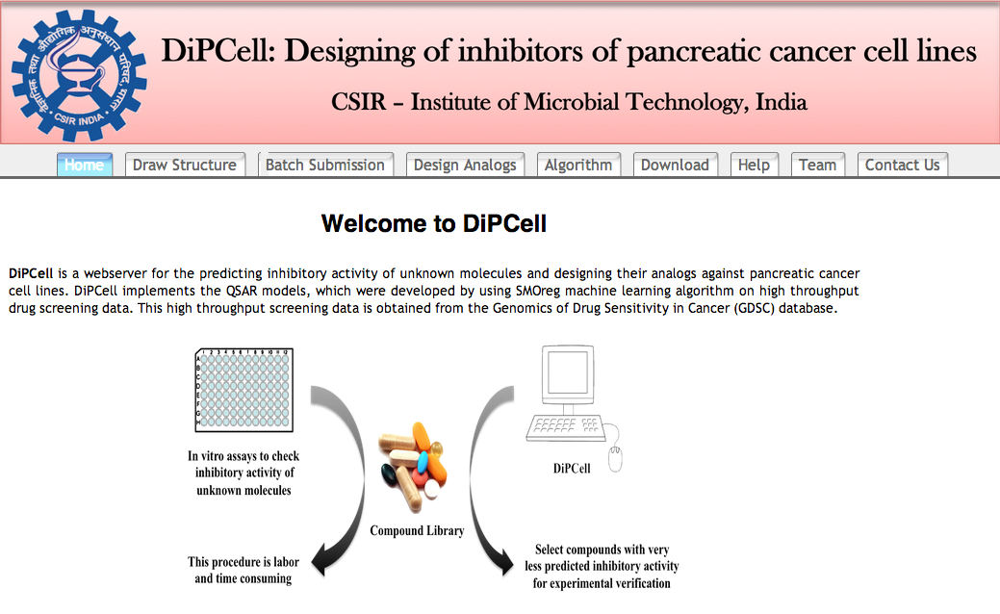 वैज्ञानिक तथा औद्योगिक अनुसंधान परिषद, भारत
CSIR INDIA
DiPCell: Designing of inhibitors of pancreatic cancer cell lines
CSIR – Institute of Microbial Technology, India
Home Draw Structure Batch Submission Design Analogs Algorithm Download Help Team Contact Us
Welcome to DiPCell
DiPCell is a webserver for the predicting inhibitory activity of unknown molecules and designing their analogs against pancreatic cancer
cell lines. DiPCell implements the QSAR models, which were developed by using SMOreg machine learning algorithm on high throughput
drug screening data. This high throughput screening data is obtained from the Genomics of Drug Sensitivity in Cancer (GDSC) database.
1 2 3 4 5 6 7 8 9 10 11 12
A
B
C
D
E
F
G
H
In vitro assays to check
inhibitory activity of
unknown molecules
DiPCell
Compound Library
This procedure is labor
and time consuming
Select compounds with very
less predicted inhibitory activity
for experimental verification